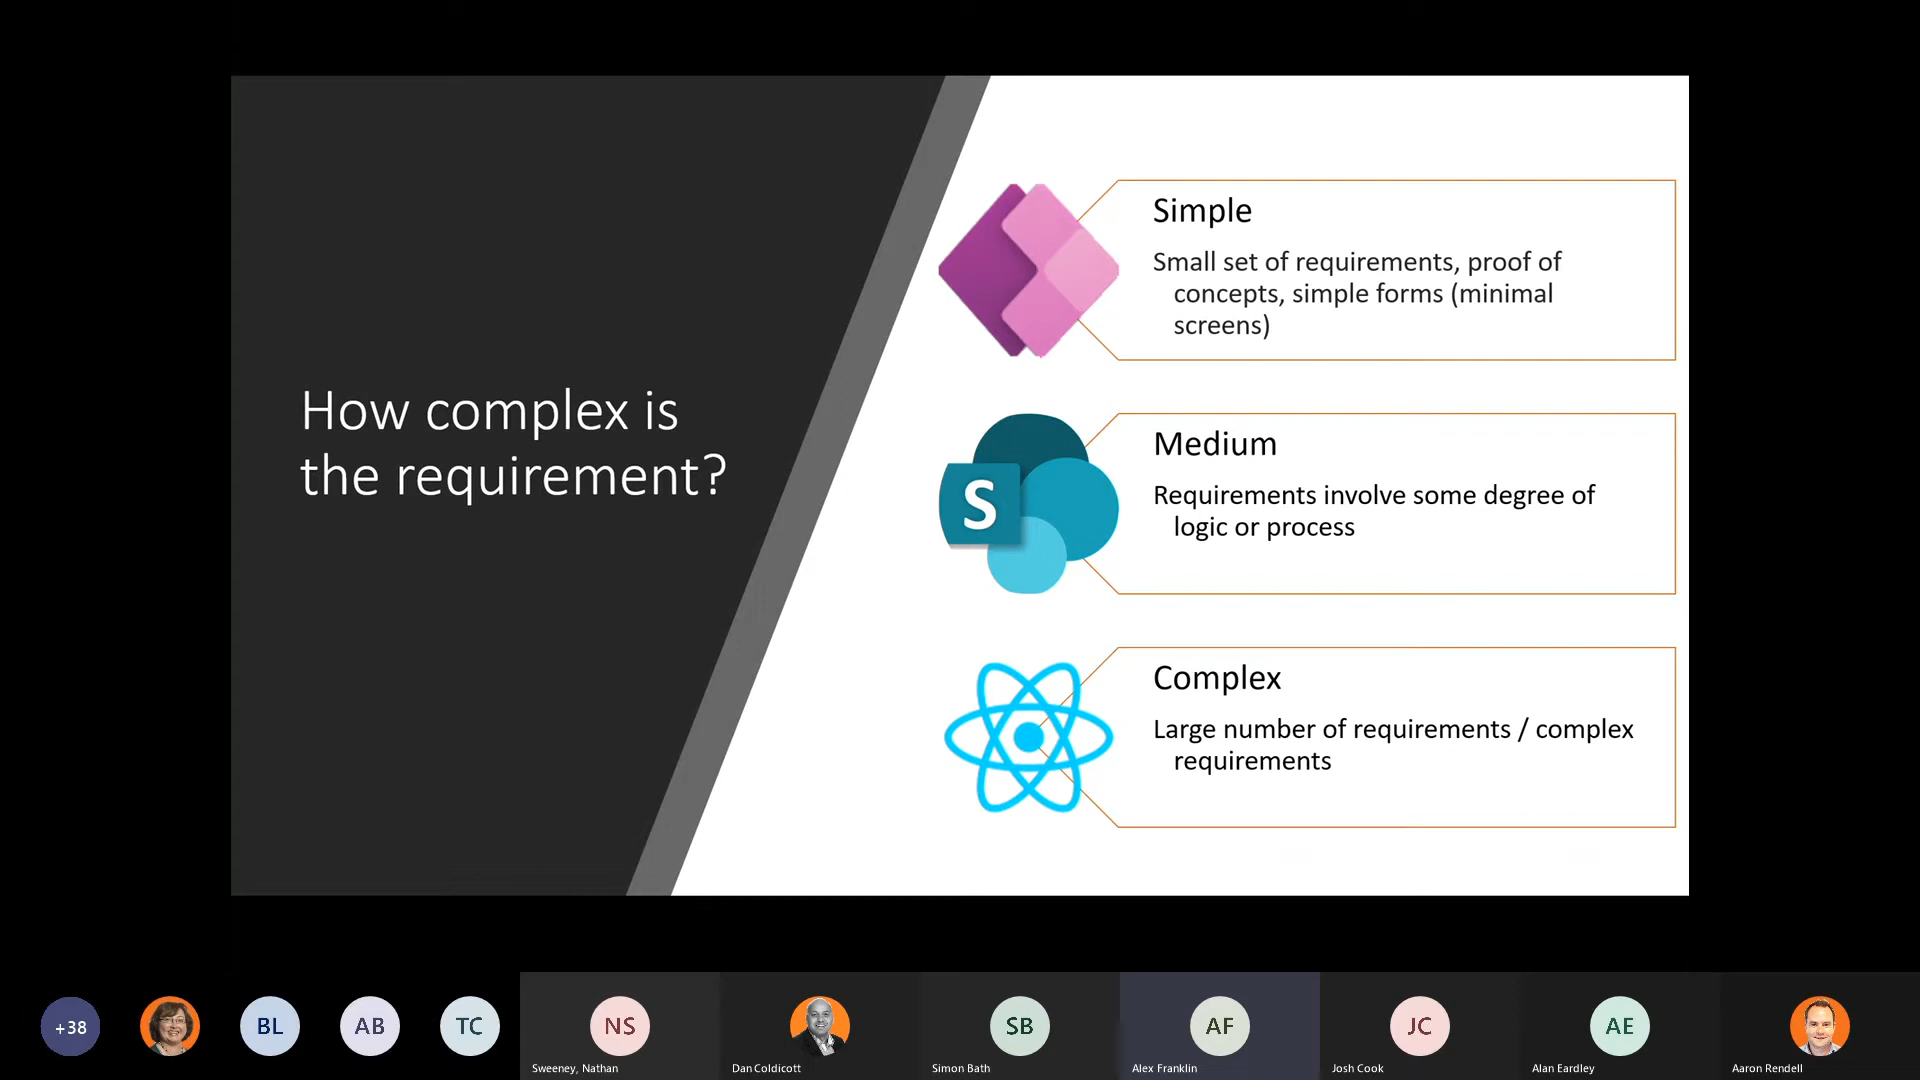 How complex is
the requirement?
Simple
Small set of requirements, proof of
concepts, simple forms (minimal
screens)
S
Medium
Requirements involve some degree of
logic or process
Complex
Large number of requirements / complex
requirements
+38
BL
AB
TC
NS
SB
AF
JC
AE
Sweeney, Nathan
Dan Coldicott
Simon Bath
Alex Franklin
Josh Cook
Alan Eardley
Aaron Rendell